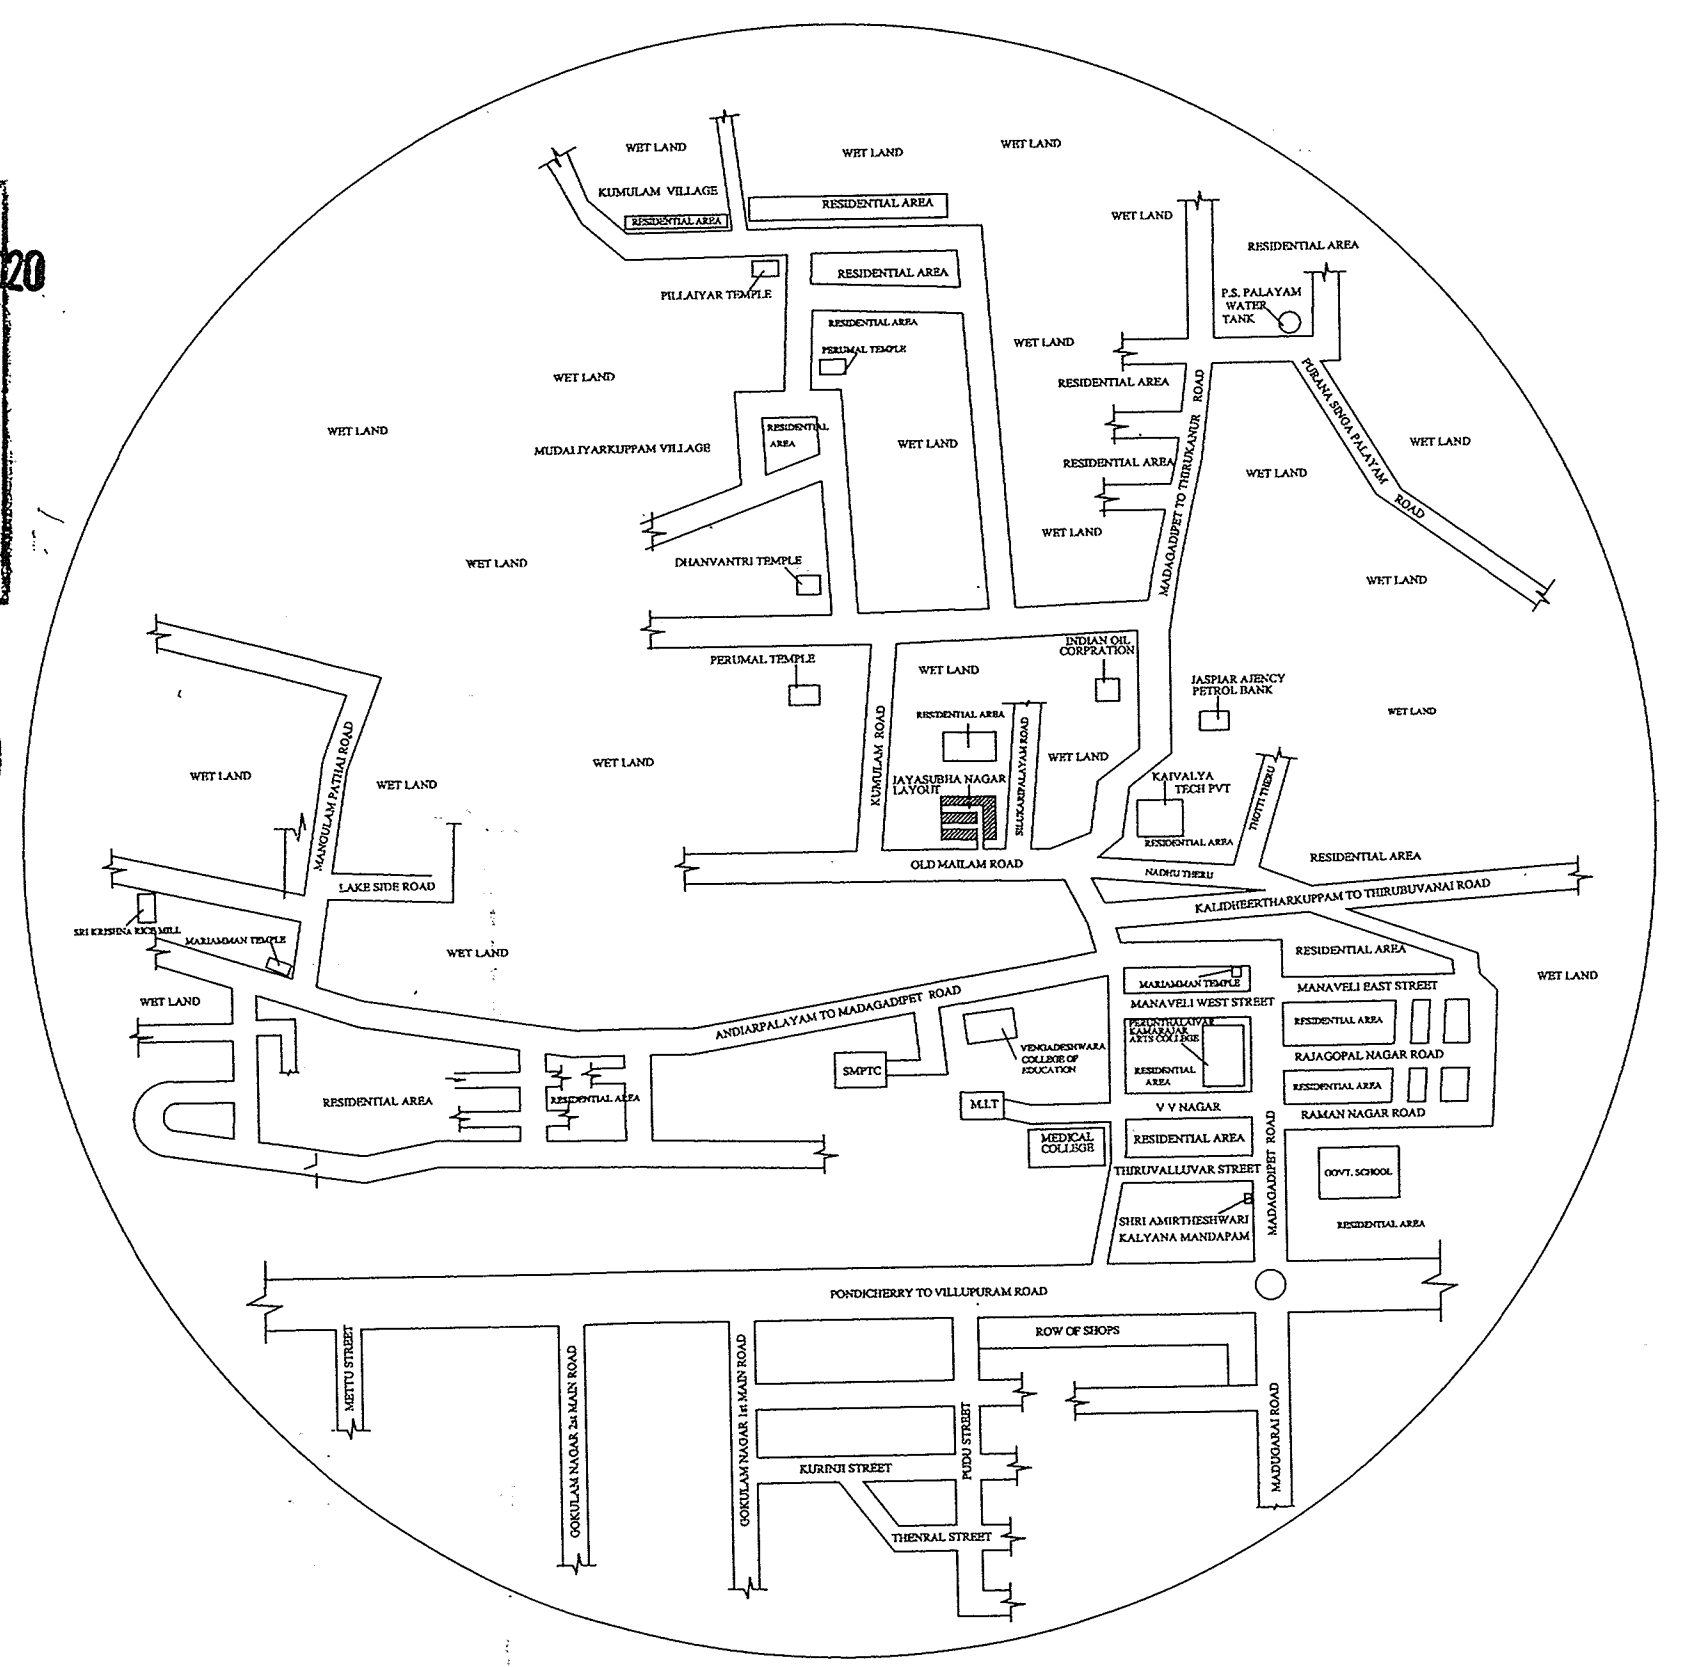 WET LAND
WET LAND
WET LAND
KUMULAM VILLAGE
RESIDENTIAL AREA
RESIDENTIAL AREA
WET LAND
RESIDENTIAL AREA
20
PILLAIYAR TEMPLE
RESIDENTIAL AREA
P.S. PALAYAM
WATER
TANK
RESIDENTIAL AREA
PERUMAL TEMPLE
WET LAND
WET LAND
RESIDENTIAL AREA
PURANA SINGA PALAYAM
ROAD
WET LAND
MUDALIYARKUPPAM VILLAGE
RESIDENTIAL
AREA
WET LAND
RESIDENTIAL AREA
MADAGADIPET TO THIRUKANUR ROAD
WET LAND
WET LAND
WET LAND
WET LAND
DHANVANTRI TEMPLE
WET LAND
PERUMAL TEMPLE
WET LAND
INDIAN OIL
CORPRATION
JASPIAR AJENCY
PETROL BANK
WET LAND
RESIDENTIAL AREA
KUMULAM ROAD
SILUKARIPALAYAM ROAD
WET LAND
WET LAND
MANGULAM PATHAI ROAD
WET LAND
WET LAND
JAYASUBHA NAGAR
LAYOUT
KAIVALYA
TECH PVT
THOTTI THERU
RESIDENTIAL AREA
RESIDENTIAL AREA
OLD MAILAM ROAD
NADHU THERU
LAKE SIDE ROAD
KALIDHEERTHARKUPPAM TO THIRUBUVANAI ROAD
SRI KRISHNA RICE MILL
MARIAMMAN TEMPLE
WET LAND
RESIDENTIAL AREA
WET LAND
MARIAMMAN TEMPLE
MANAVELI EAST STREET
WET LAND
ANDIARPALAYAM TO MADAGADIPET ROAD
MANAVELI WEST STREET
PERUNTHALAIVAR
KAMARAJAR
ARTS COLLEGE
RESIDENTIAL AREA
VENGADESHWARA
COLLEGE OF
EDUCATION
RAJAGOPAL NAGAR ROAD
SMPTC
RESIDENTIAL
AREA
RESIDENTIAL AREA
RESIDENTIAL AREA
RESIDENTIAL AREA
M.I.T
V V NAGAR
RAMAN NAGAR ROAD
MEDICAL
COLLEGE
RESIDENTIAL AREA
MADAGADIPET ROAD
THIRUVALLUVAR STREET
GOVT. SCHOOL
SHRI AMIRTHESHWARI
KALYANA MANDAPAM
RESIDENTIAL AREA
PONDICHERRY TO VILLUPURAM ROAD
ROW OF SHOPS
METTU STREET
GOKULAM NAGAR 2st MAIN ROAD
GOKULAM NAGAR 1st MAIN ROAD
PUDU STREET
MADUGARAI ROAD
KURINJI STREET
THENRAL STREET